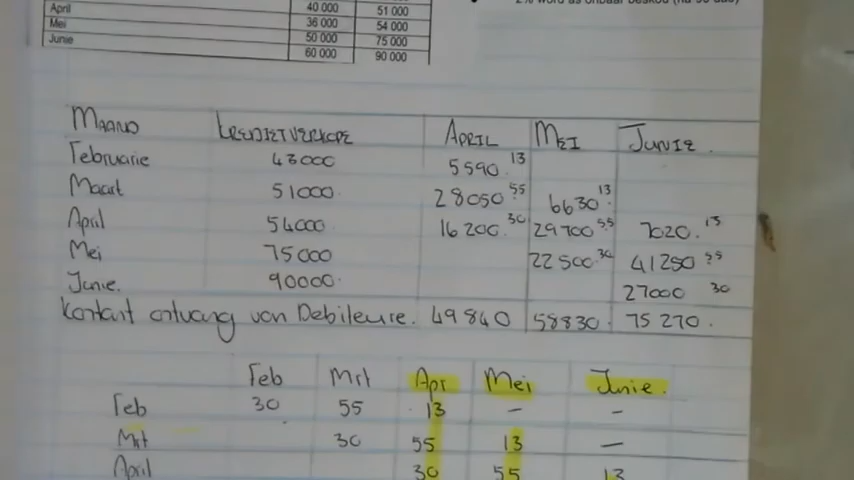 April 40 000 51 000
Mei 36 000 54 000
Junie 50 000 75 000
60 000 90 000
MAAND KREDIETVERKOPE APRIL MEI JUNIE
Februarie 43000 5590 13
Maart 51000 28050 55 6630 13
April 54000 16 200 30 29700 55 7020 13
Mei 75000 22500 30 41250 55
Junie 90000 27000 30
Kontant ontvang van Debiteure. 49840 58830 75270
Feb Mrt Apr Mei Junie
Feb 30 55 13 - -
Mrt 30 55 13 -
April 30 55 13